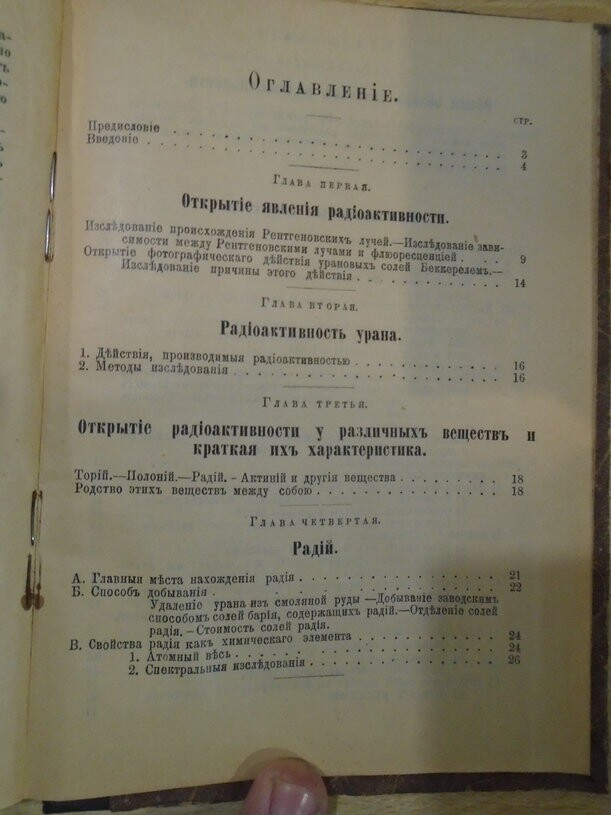 Оглавленіе.
СТР.
Предисловіе . . . . . . . . . . . . . . . . . . . . 3
Введеніе . . . . . . . . . . . . . . . . . . . . 4
Глава первая.
Открытіе явленія радіоактивности.
Изслѣдованіе происхожденія Рентгеновскихъ лучей.—Изслѣдованіе зави-
симости между Рентгеновскими лучами и флюоресценціей . . . . 9
Открытіе фотографическаго дѣйствія урановыхъ солей Беккерелемъ.—
Изслѣдованіе причины этого дѣйствія . . . . . . . . . . . . 14
Глава вторая.
Радіоактивность урана.
1. Дѣйствія, производимыя радіоактивностью . . . . . . . . . . . . 16
2. Методы изслѣдованія . . . . . . . . . . . . . . . . . . . . 16
Глава третья.
Открытіе радіоактивности у различныхъ веществъ и
краткая ихъ характеристика.
Торій.—Полоній.—Радій. - Актиній и другія вещества . . . . . . . . 18
Родство этихъ веществъ между собою . . . . . . . . . . . . . . 18
Глава четвертая.
Радій.
А. Главныя мѣста нахожденія радія . . . . . . . . . . . . . . . 21
Б. Способъ добыванія . . . . . . . . . . . . . . . . . . . . 22
Удаленіе урана изъ смоляной руды —Добываніе заводскимъ
способомъ солей барія, содержащихъ радій.—Отдѣленіе солей
радія. – Стоимость солей радія.
В. Свойства радія какъ химическаго элемента . . . . . . . . . . . 24
1. Атомный вѣсъ . . . . . . . . . . . . . . . . . . . . 24
2. Спектральныя изслѣдованія . . . . . . . . . . . . . . . 26